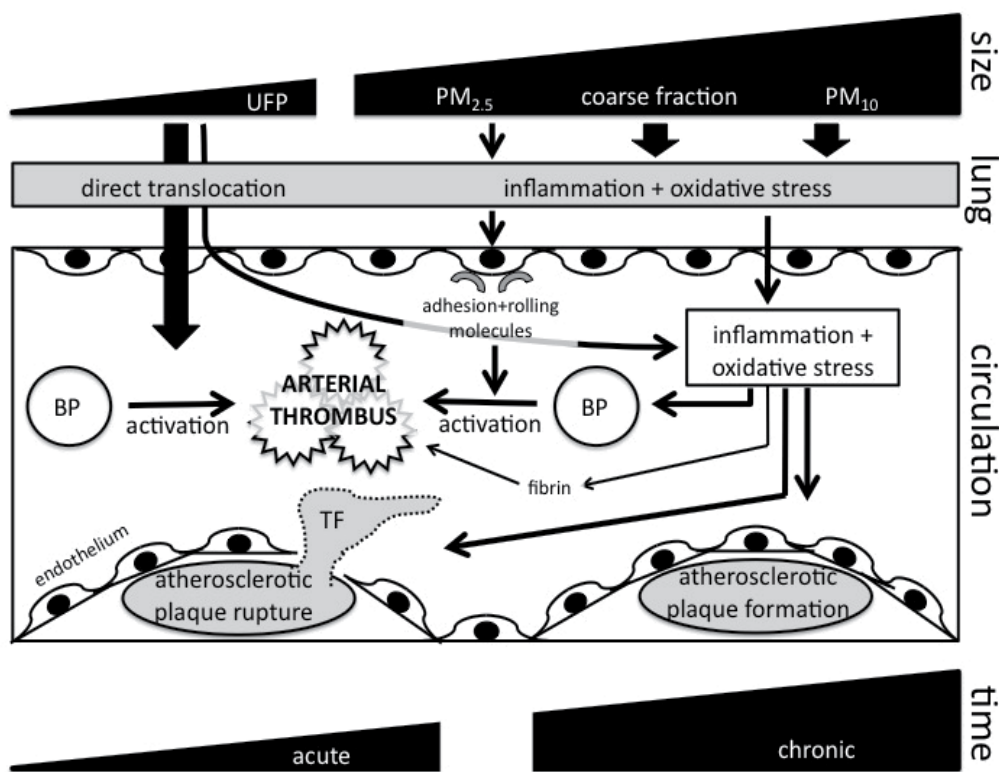 size
UFP
PM2.5
coarse fraction
PM10
lung
direct translocation
inflammation + oxidative stress
circulation
adhesion+rolling
molecules
inflammation +
oxidative stress
BP
activation
ARTERIAL
THROMBUS
activation
BP
fibrin
TF
endothelium
atherosclerotic
plaque rupture
atherosclerotic
plaque formation
time
acute
chronic